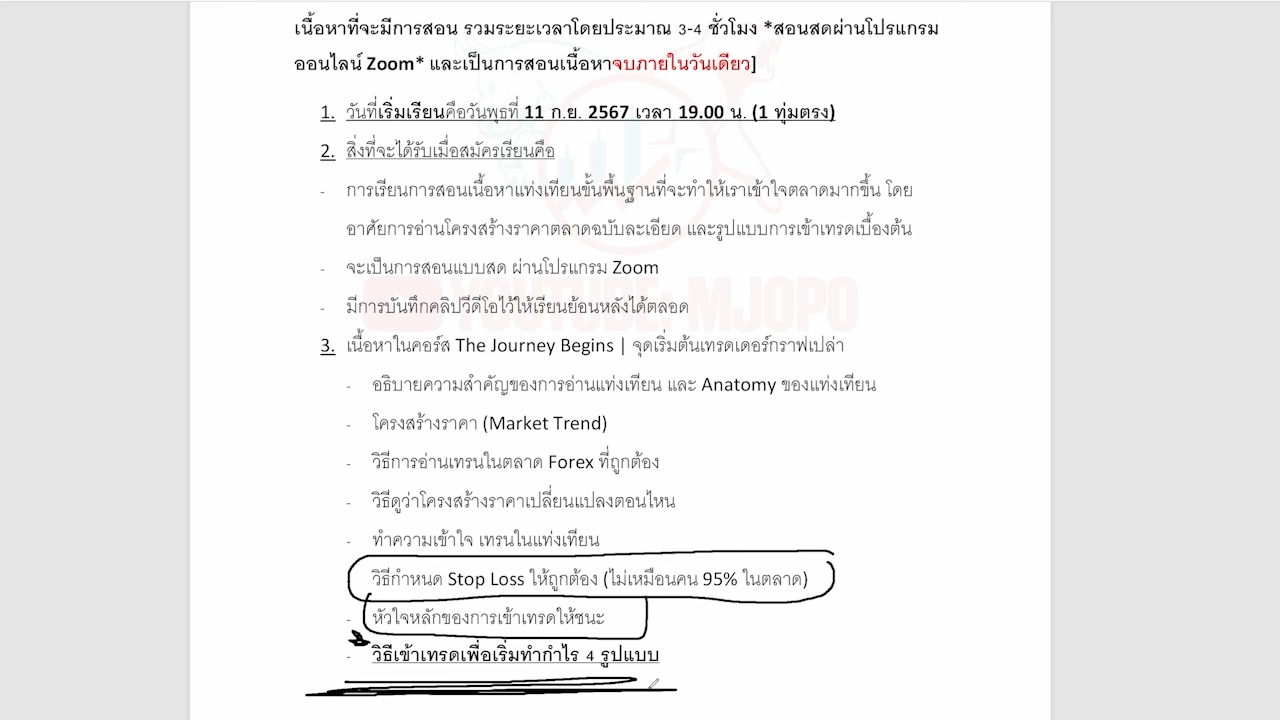 เนื้อหาที่จะมีการสอน รวมระยะเวลาโดยประมาณ 3-4 ชั่วโมง *สอนสดผ่านโปรแกรม
ออนไลน์ Zoom* และเป็นการสอนเนื้อหาจบภายในวันเดียว]
1. วันที่เริ่มเรียนคือวันพุธที่ 11 ก.ย. 2567 เวลา 19.00 น. (1 ทุ่มตรง)
2. สิ่งที่จะได้รับเมื่อสมัครเรียนคือ
- การเรียนการสอนเนื้อหาแท่งเทียนขั้นพื้นฐานที่จะทำให้เราเข้าใจตลาดมากขึ้น โดย
อาศัยการอ่านโครงสร้างราคาตลาดฉบับละเอียด และรูปแบบการเข้าเทรดเบื้องต้น
- จะเป็นการสอนแบบสด ผ่านโปรแกรม Zoom
YOUTUBE: MJOPO
- มีการบันทึกคลิปวีดีโอไว้ให้เรียนย้อนหลังได้ตลอด
3. เนื้อหาในคอร์ส The Journey Begins | จุดเริ่มต้นเทรดเดอร์กราฟเปล่า
- อธิบายความสำคัญของการอ่านแท่งเทียน และ Anatomy ของแท่งเทียน
- โครงสร้างราคา (Market Trend)
- วิธีการอ่านเทรนในตลาด Forex ที่ถูกต้อง
- วิธีดูว่าโครงสร้างราคาเปลี่ยนแปลงตอนไหน
- ทำความเข้าใจ เทรนในแท่งเทียน
วิธีกำหนด Stop Loss ให้ถูกต้อง (ไม่เหมือนคน 95% ในตลาด)
- หัวใจหลักของการเข้าเทรดให้ชนะ
- วิธีเข้าเทรดเพื่อเริ่มทำกำไร 4 รูปแบบ